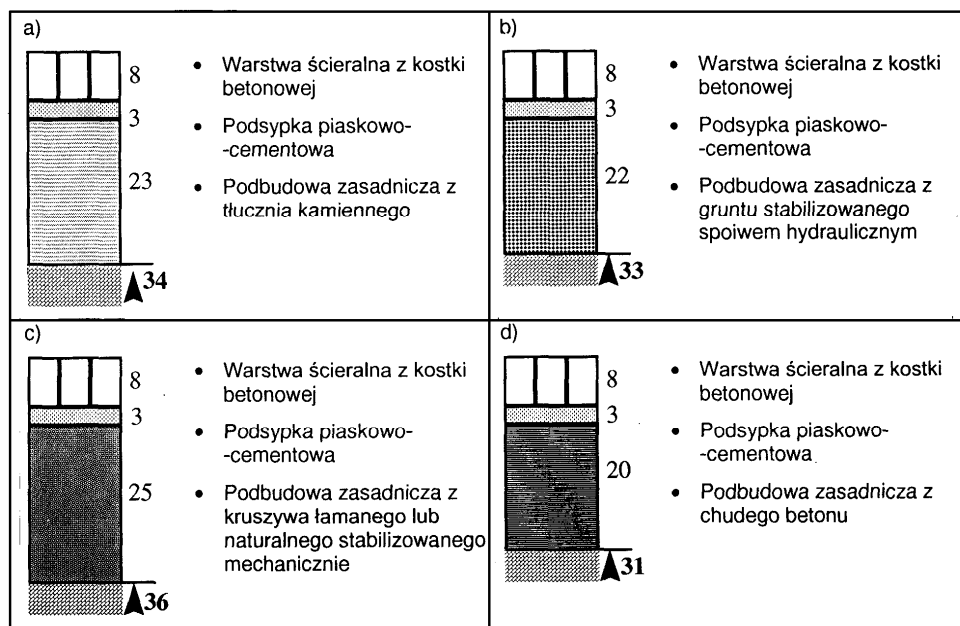 a)
8
3
23
34
• Warstwa ścieralna z kostki
betonowej
• Podsypka piaskowo-
-cementowa
• Podbudowa zasadnicza z
tłucznia kamiennego
b)
8
3
22
33
• Warstwa ścieralna z kostki
betonowej
• Podsypka piaskowo-
-cementowa
• Podbudowa zasadnicza z
gruntu stabilizowanego
spoiwem hydraulicznym
c)
8
3
25
36
• Warstwa ścieralna z kostki
betonowej
• Podsypka piaskowo-
-cementowa
• Podbudowa zasadnicza z
kruszywa łamanego lub
naturalnego stabilizowanego
mechanicznie
d)
8
3
20
31
• Warstwa ścieralna z kostki
betonowej
• Podsypka piaskowo-
-cementowa
• Podbudowa zasadnicza z
chudego betonu